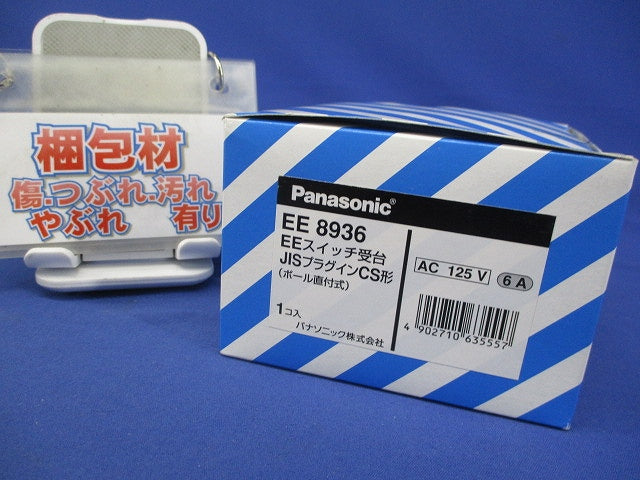 梱包材
傷.つぶれ.汚れ
やぶれ 有り
Panasonic®
EE 8936
EEスイッチ受台
JISプラグインCS形
(ポール直付式)
1コ入
パナソニック株式会社
AC 125 V
6 A
4 902710 635557